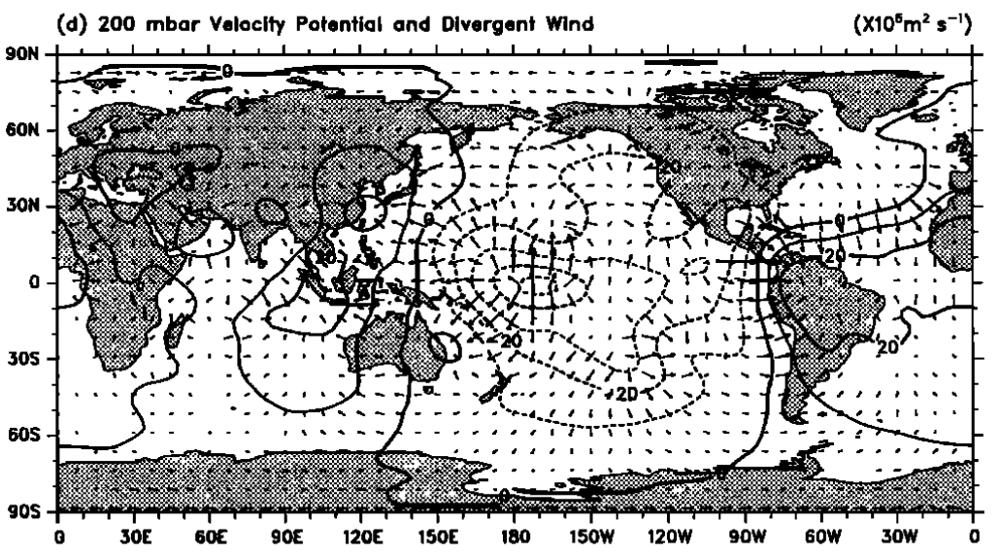 (d) 200 mbar Velocity Potential and Divergent Wind (X10⁶m² s⁻¹)
90N
0
60N
0
-20
30N
0
0
20
20
0
20
20
30S
-20
60S
0
0
90S
0 30E 60E 90E 120E 150E 180 150W 120W 90W 60W 30W 0